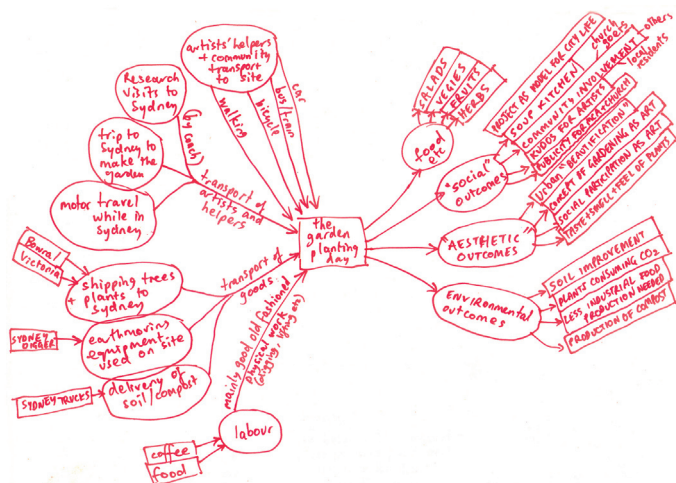 artists' helpers
+ community
transport
to site
walking
bicycle
bus/train
car
Research
visits to
Sydney
(by coach)
trip to
Sydney to
make the
garden
motor travel
while in
Sydney
transport of
artists and
helpers
Bowral
Victoria
shipping trees
+ plants to
Sydney
transport of
goods
SYDNEY
DIGGER
earthmoving
equipment
used on site
SYDNEY TRUCKS
delivery of
soil/compost
mainly good old fashioned
physical work
(digging, lifting etc)
labour
coffee
food
the
garden
planting
day
food
etc
SALADS
VEGIES
FRUITS
HERBS
"SOCIAL"
OUTCOMES
PROJECT AS MODEL FOR CITY LIFE
SOUP KITCHEN
church
goers
COMMUNITY INVOLVEMENT
others
local
residents
KUDOS FOR ARTISTS
PUBLICITY FOR
CHURCH
"AESTHETIC"
OUTCOMES
Urban "BEAUTIFICATION"
CONCEPT OF GARDENING AS ART
SOCIAL PARTICIPATION AS ART
TASTE+SMELL+FEEL OF PLANTS
ENVIRONMENTAL
OUTCOMES
SOIL IMPROVEMENT
PLANTS CONSUMING CO2
LESS INDUSTRIAL FOOD
PRODUCTION NEEDED
PRODUCTION OF COMPOST